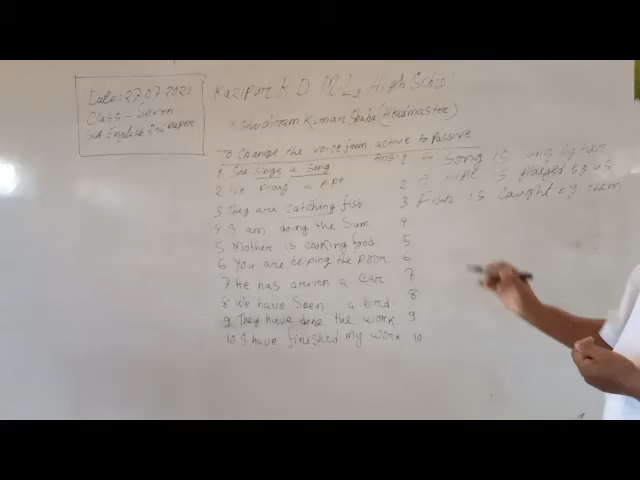 Date: 27.07.2021
Class - Seven
Sub English 2nd paper
Kazipur K D M L, High School
Kumar Shaha (Headmaster)
To Change the voice from active to Passive
1 She sings a song
2 We play a pipe
3 They are catching fish
4 I am doing the Sum
5 Mother is cooking food
6 You are helping the poor
7 He has driven a car
8 We have seen a bird
9 They have done the work
10 I have finished my work
Ans: 1 A Song is sung by her
2 A pipe is played by us
3 Fish is caught by them
4
5
6
7
8
9
10